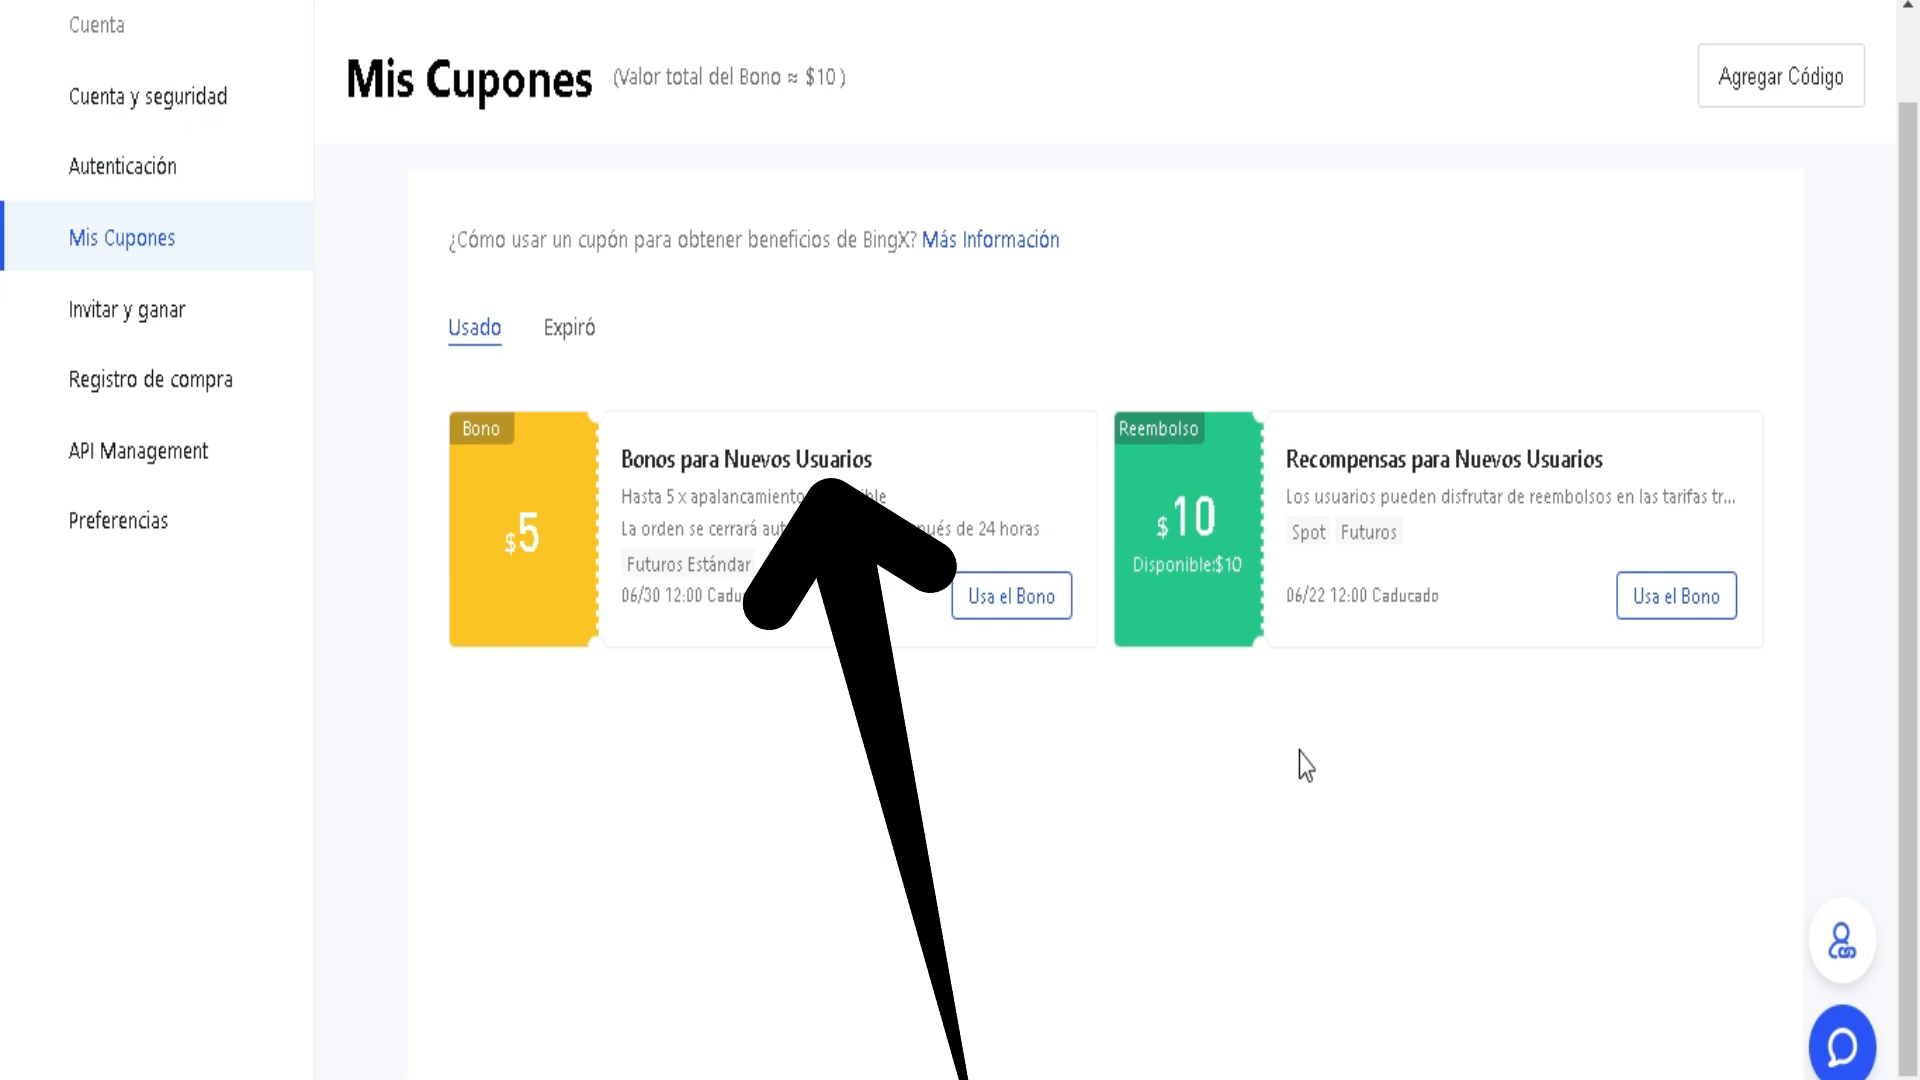 Cuenta
Cuenta y seguridad
Autenticación
Mis Cupones
Invitar y ganar
Registro de compra
API Management
Preferencias
Mis Cupones (Valor total del Bono ≈ $10 )
Agregar Código
¿Cómo usar un cupón para obtener beneficios de BingX? Más Información
Usado Expiró
Bono
$5
Bonos para Nuevos Usuarios
Hasta 5 x apalancamiento
La orden se cerrará de 24 horas
Futuros Estándar
06/30 12:00
Usa el Bono
Reembolso
$10
Disponible:$10
Recompensas para Nuevos Usuarios
Los usuarios pueden disfrutar de reembolsos en las tarifas tr...
Spot Futuros
06/22 12:00 Caducado
Usa el Bono